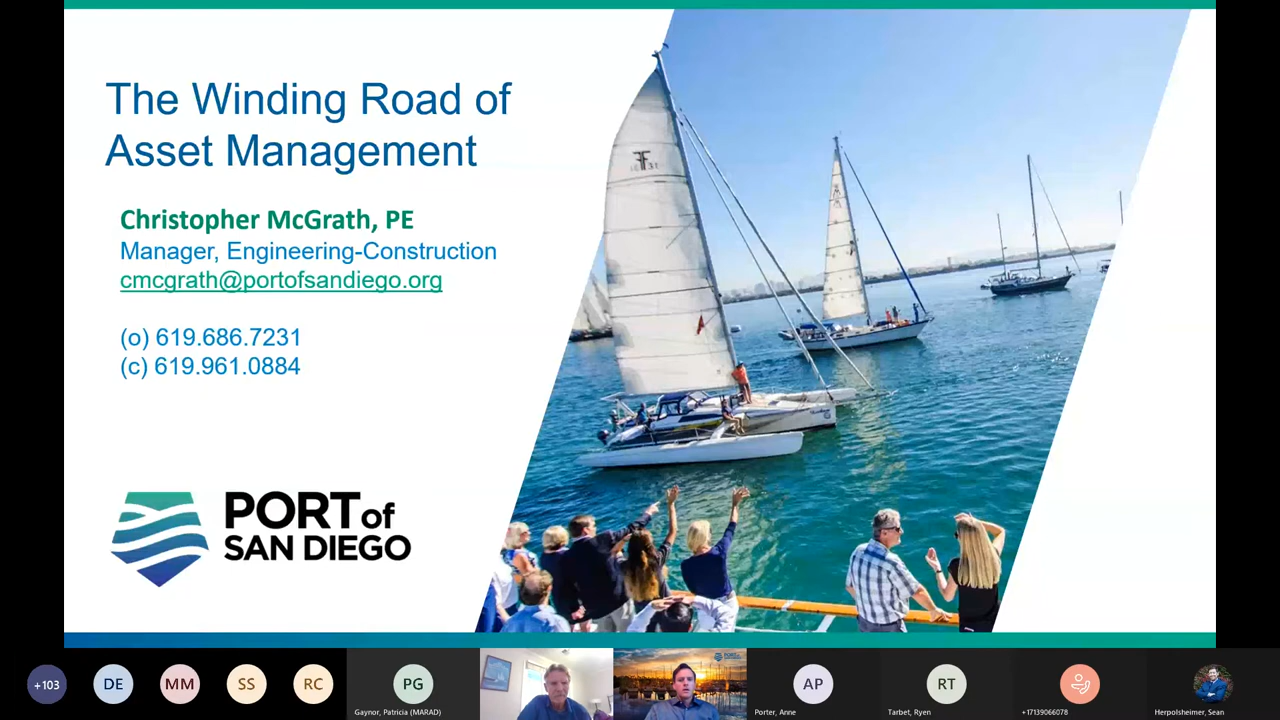 The Winding Road of
Asset Management
Christopher McGrath, PE
Manager, Engineering-Construction
cmcgrath@portofsandiego.org
(o) 619.686.7231
(c) 619.961.0884
PORT of
SAN DIEGO
+103
DE
MM
SS
RC
PG
Gaynor, Patricia (MARAD)
AP
Porter, Anne
RT
Tarbet, Ryen
+17139066078
Herpolsheimer, Sean